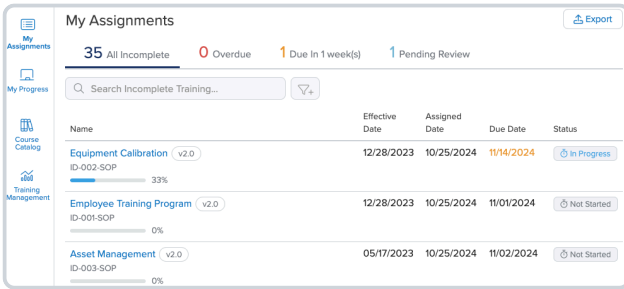 My Assignments
Export
My
Assignments
My Progress
Course
Catalog
Training
Management
35 All Incomplete
0 Overdue
1 Due In 1 week(s)
1 Pending Review
Search Incomplete Training...
Name
Effective
Date
Assigned
Date
Due Date
Status
Equipment Calibration v2.0
12/28/2023 10/25/2024 11/14/2024 In Progress
ID-002-SOP
33%
Employee Training Program v2.0
12/28/2023 10/25/2024 11/01/2024 Not Started
ID-001-SOP
0%
Asset Management v2.0
05/17/2023 10/25/2024 11/02/2024 Not Started
ID-003-SOP
0%